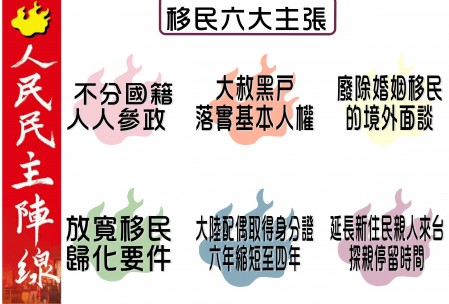 人民民主陣線
移民六大主張
不分國籍
人人參政
大赦黑戶
落實基本人權
廢除婚姻移民
的境外面談
放寬移民
歸化要件
大陸配偶取得身分證
六年縮短至四年
延長新住民親人來台
探親停留時間